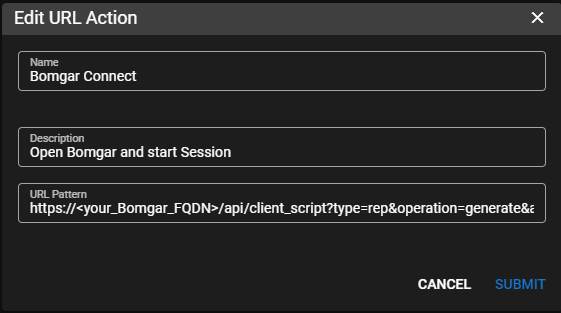 Edit URL Action
Name
Bomgar Connect
Description
Open Bomgar and start Session
URL Pattern
https://<your_Bomgar_FQDN>/api/client_script?type=rep&operation=generate&a
CANCEL SUBMIT